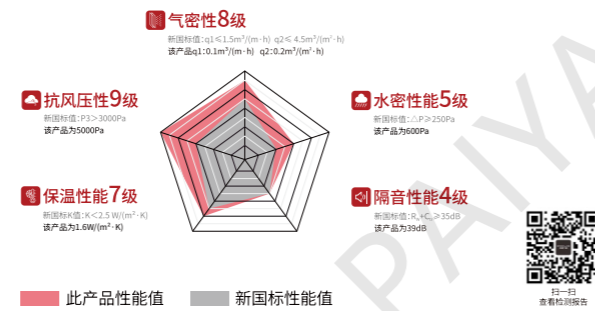 气密性8级
新国标值:q1≤1.5m³/(m·h) q2≤4.5m³/(m²·h)
该产品q1:0.1m³/(m·h) q2:0.2m³/(m²·h)
抗风压性9级
新国标值:P3>3000Pa
该产品为5000Pa
水密性能5级
新国标值:△P≥250Pa
该产品为600Pa
保温性能7级
新国标K值:K<2.5 W/(m²·K)
该产品为1.6W/(m²·K)
隔音性能4级
新国标值:Rw+Ctr≥35dB
该产品为39dB
PAIYA
扫一扫
查看检测报告
此产品性能值
新国标性能值